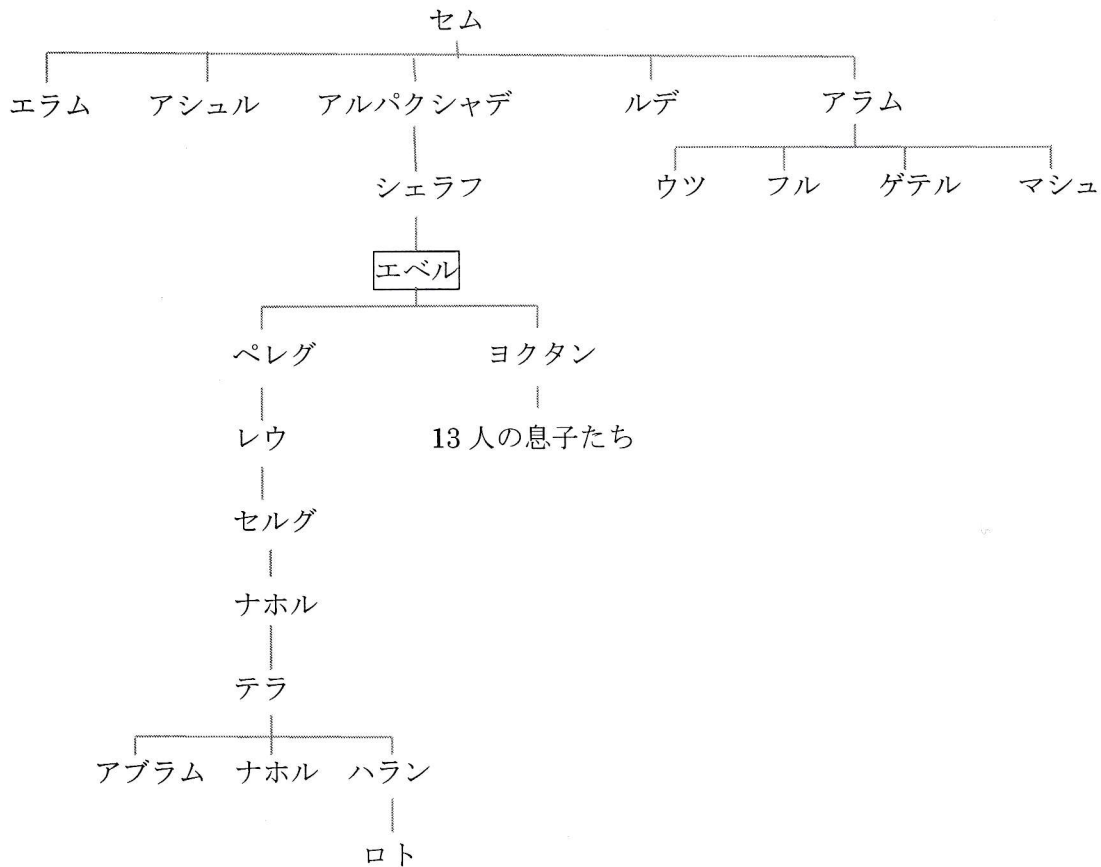 セム
エラム アシュル アルパクシャデ ルデ アラム
シェラフ ウツ フル ゲテル マシュ
エベル
ペレグ ヨクタン
レウ 13人の息子たち
セルグ
ナホル
テラ
アブラム ナホル ハラン
ロト